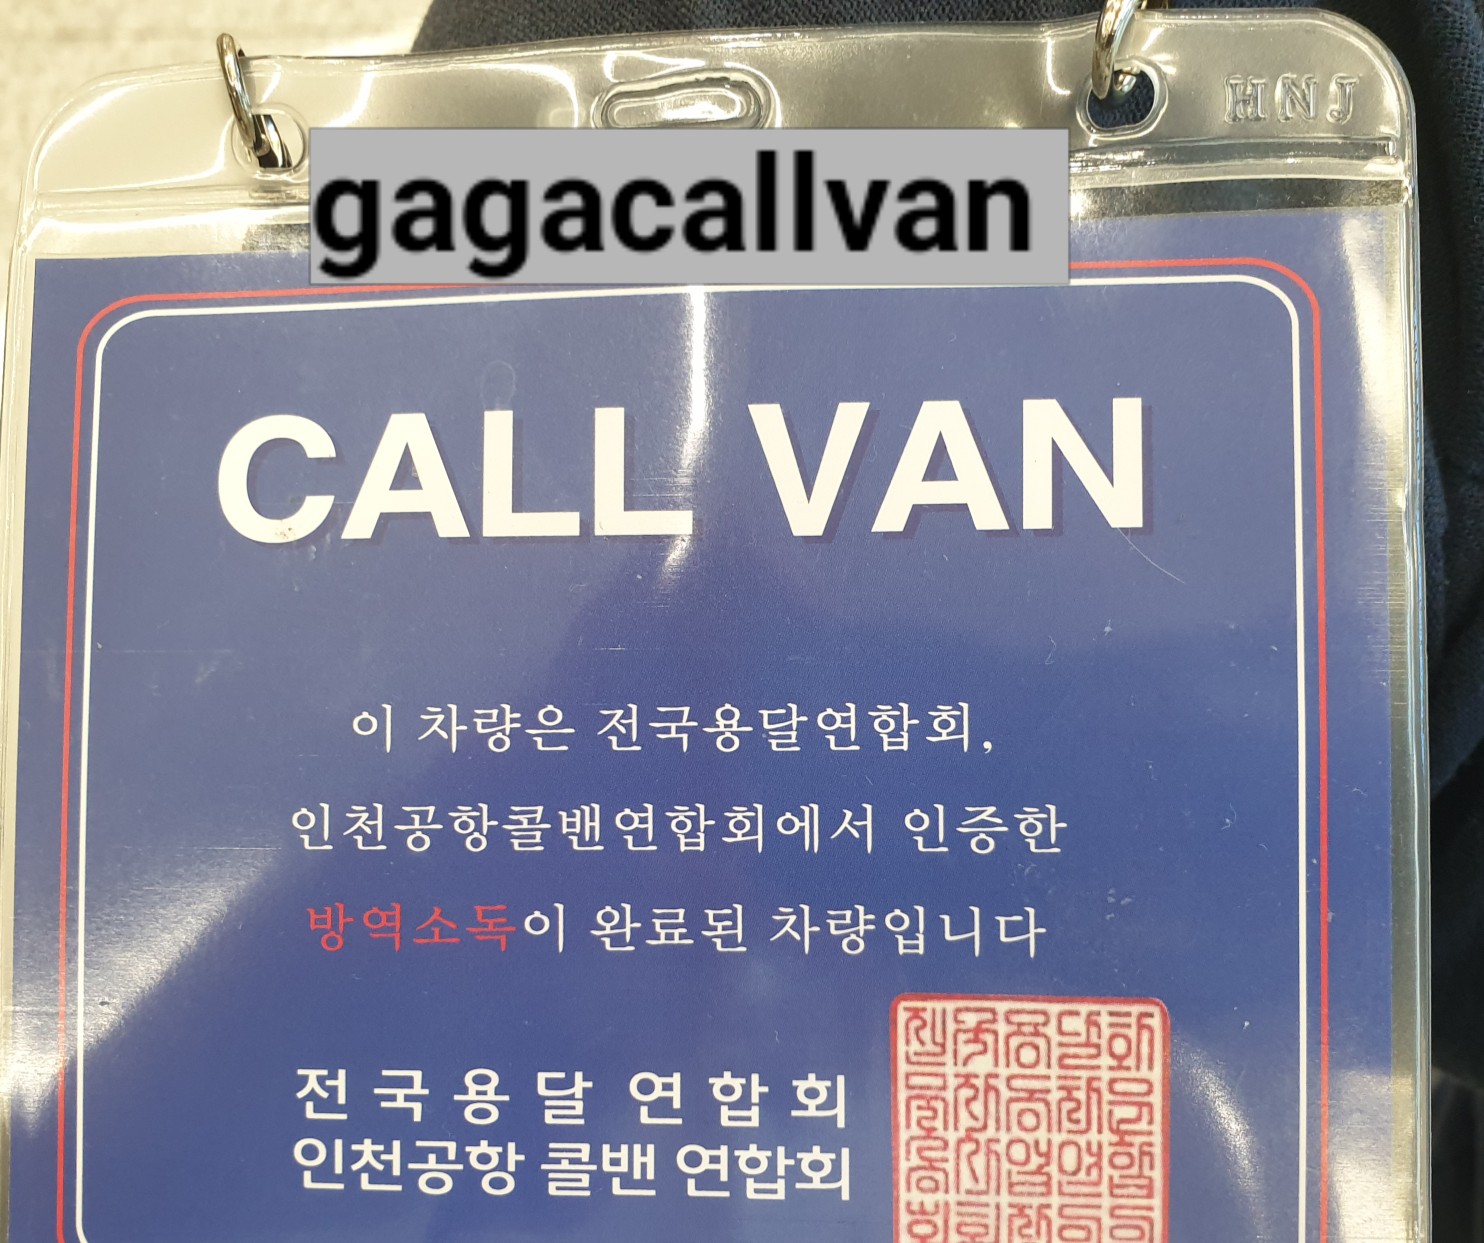 HNJ
gagacallvan
CALL VAN
이 차량은 전국용달연합회,
인천공항콜밴연합회에서 인증한
방역소독이 완료된 차량입니다
전국용달 연합회
인천공항 콜밴 연합회